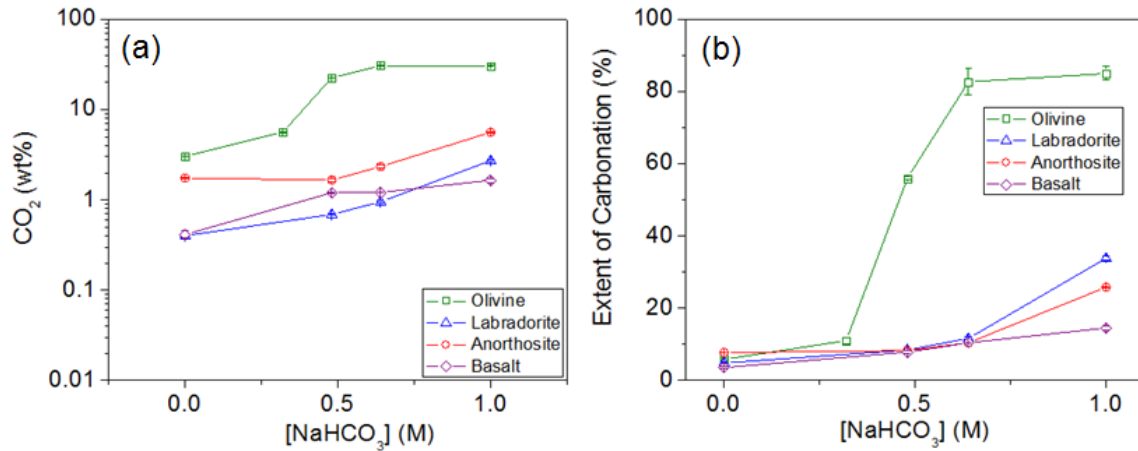 (a)
CO₂ (wt%)
100
10
1
0.1
0.01
0.0 0.5 1.0
[NaHCO₃] (M)
Olivine
Labradorite
Anorthosite
Basalt
(b)
Extent of Carbonation (%)
100
80
60
40
20
0
0.0 0.5 1.0
[NaHCO₃] (M)
Olivine
Labradorite
Anorthosite
Basalt